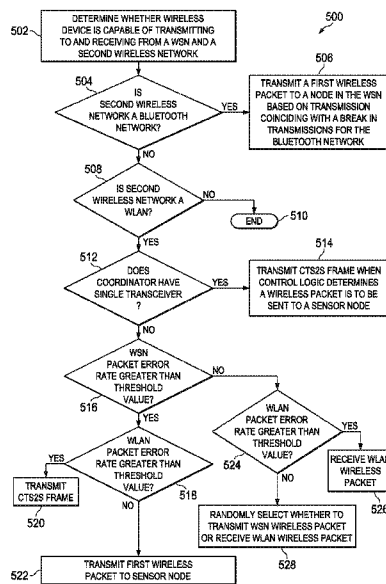 500
502
DETERMINE WHETHER WIRELESS
DEVICE IS CAPABLE OF TRANSMITTING
TO AND RECEIVING FROM A WSN AND A
SECOND WIRELESS NETWORK
504
IS
SECOND WIRELESS
NETWORK A BLUETOOTH
NETWORK?
YES
506
TRANSMIT A FIRST WIRELESS
PACKET TO A NODE IN THE WSN
BASED ON TRANSMISSION
COINCIDING WITH A BREAK IN
TRANSMISSIONS FOR THE
BLUETOOTH NETWORK
NO
508
IS SECOND
WIRELESS NETWORK A
WLAN?
NO
END
510
YES
512
DOES
COORDINATOR HAVE
SINGLE TRANSCEIVER
?
YES
514
TRANSMIT CTS2S FRAME WHEN
CONTROL LOGIC DETERMINES
A WIRELESS PACKET IS TO BE
SENT TO A SENSOR NODE
NO
WSN
PACKET ERROR
RATE GREATER THAN
THRESHOLD
VALUE?
516
NO
YES
WLAN
PACKET ERROR
RATE GREATER THAN
THRESHOLD
VALUE?
518
YES
TRANSMIT
CTS2S FRAME
520
NO
522
TRANSMIT FIRST WIRELESS
PACKET TO SENSOR NODE
WLAN
PACKET ERROR
RATE GREATER THAN
THRESHOLD
VALUE?
524
YES
RECEIVE WLAN
WIRELESS
PACKET
526
NO
RANDOMLY SELECT WHETHER TO
TRANSMIT WSN WIRELESS PACKET
OR RECEIVE WLAN WIRELESS PACKET
528